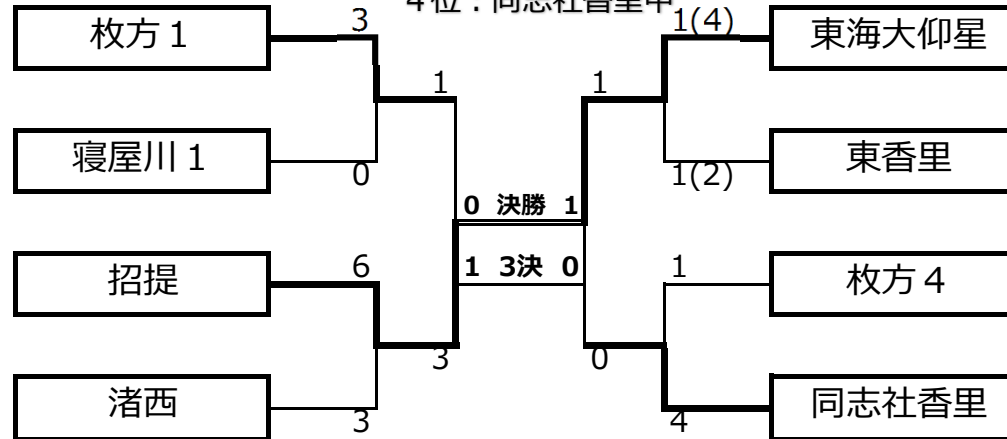 4位：同志社香里中
枚方１
3
1(4)
東海大仰星
1
1
寝屋川１
0
1(2)
東香里
0 決勝 1
招提
6
1 3決 0
1
枚方４
3
0
渚西
3
4
同志社香里